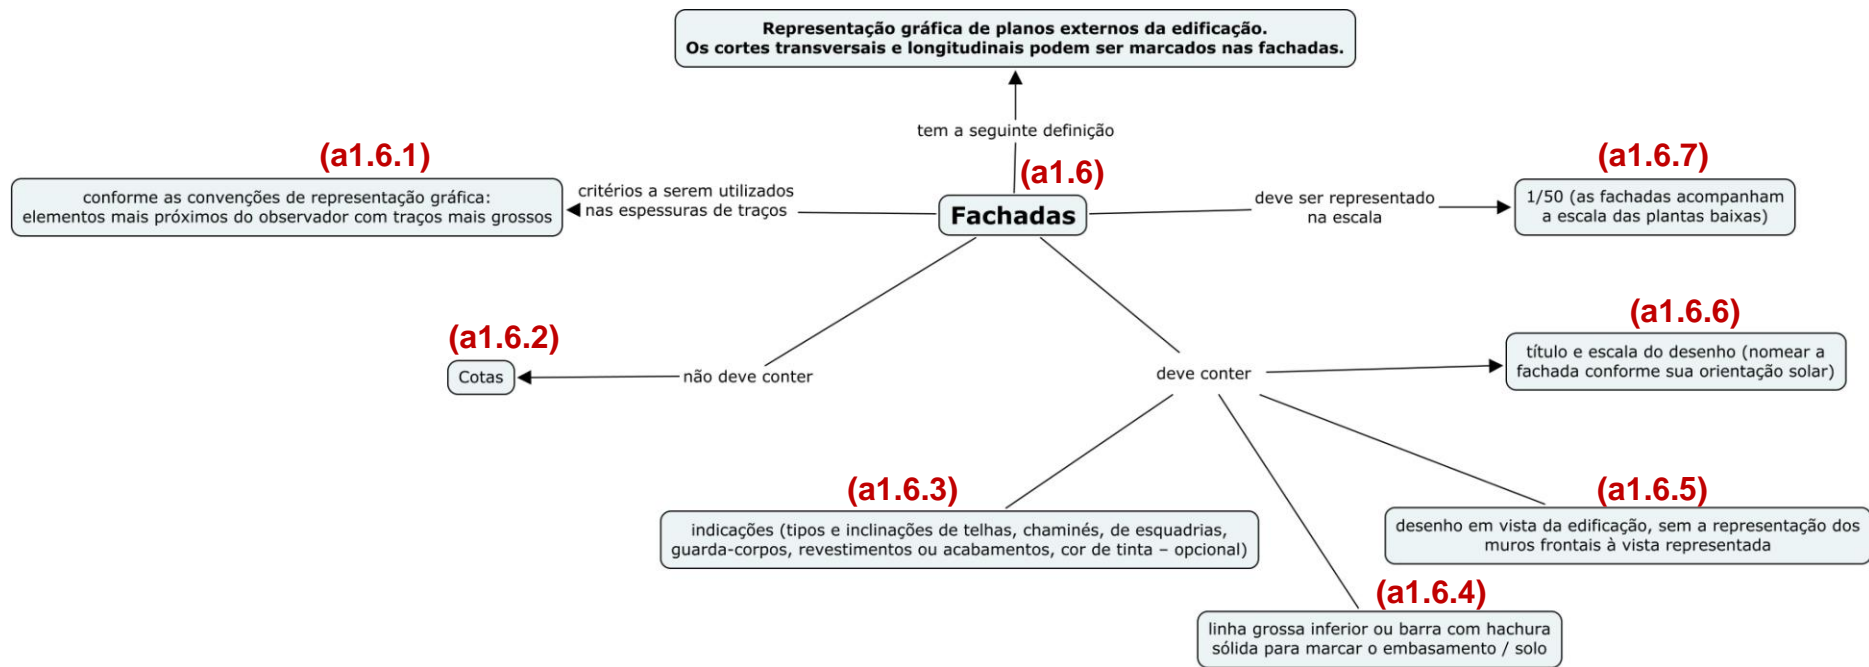 Representação gráfica de planos externos da edificação.
Os cortes transversais e longitudinais podem ser marcados nas fachadas.
tem a seguinte definição
(a1.6.1)
conforme as convenções de representação gráfica:
elementos mais próximos do observador com traços mais grossos
critérios a serem utilizados
nas espessuras de traços
(a1.6)
Fachadas
deve ser representado
na escala
(a1.6.7)
1/50 (as fachadas acompanham
a escala das plantas baixas)
(a1.6.2)
Cotas
não deve conter
deve conter
(a1.6.6)
título e escala do desenho (nomear a
fachada conforme sua orientação solar)
(a1.6.3)
indicações (tipos e inclinações de telhas, chaminés, de esquadrias,
guarda-corpos, revestimentos ou acabamentos, cor de tinta – opcional)
(a1.6.5)
desenho em vista da edificação, sem a representação dos
muros frontais à vista representada
(a1.6.4)
linha grossa inferior ou barra com hachura
sólida para marcar o embasamento / solo